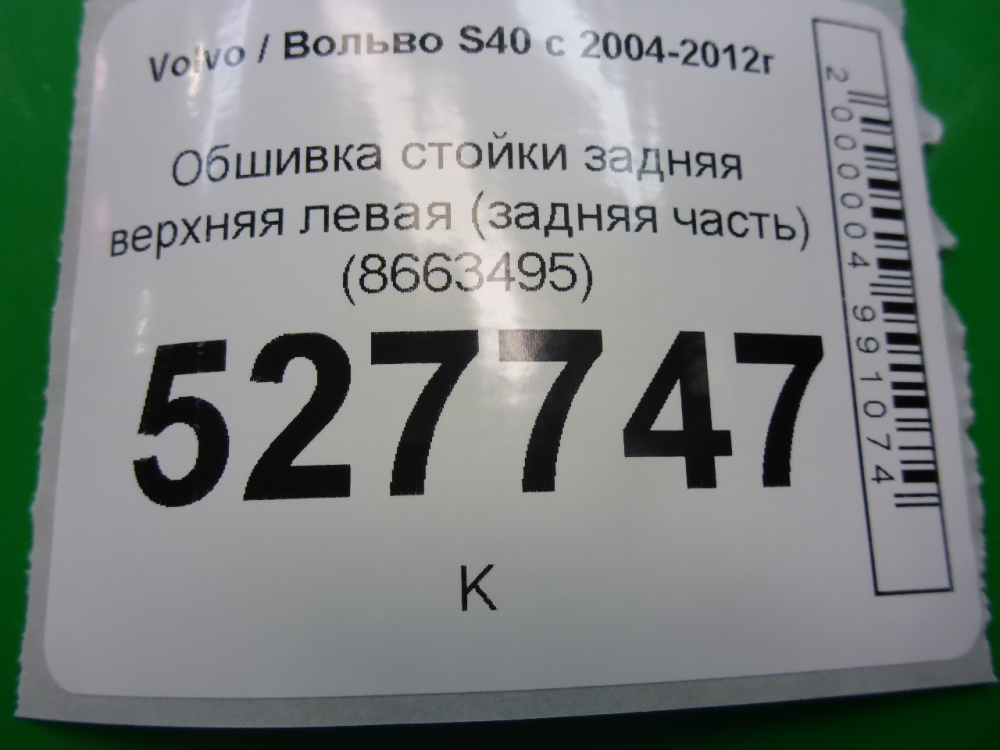 Volvo / Вольво S40 с 2004-2012г
Обшивка стойки задняя
верхняя левая (задняя часть)
(8663495)
527747
К
2000004991074